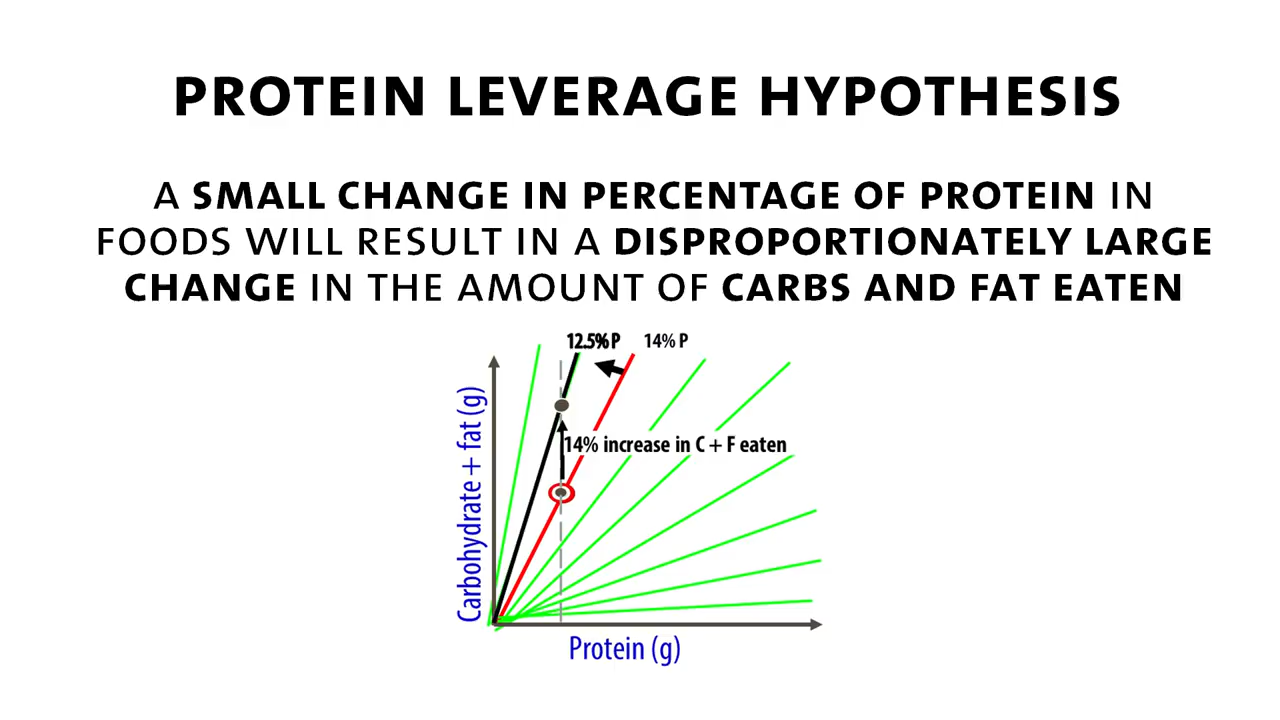 PROTEIN LEVERAGE HYPOTHESIS
A SMALL CHANGE IN PERCENTAGE OF PROTEIN IN
FOODS WILL RESULT IN A DISPROPORTIONATELY LARGE
CHANGE IN THE AMOUNT OF CARBS AND FAT EATEN
12.5% P
14% P
14% increase in C + F eaten
Carbohydrate + fat (g)
Protein (g)